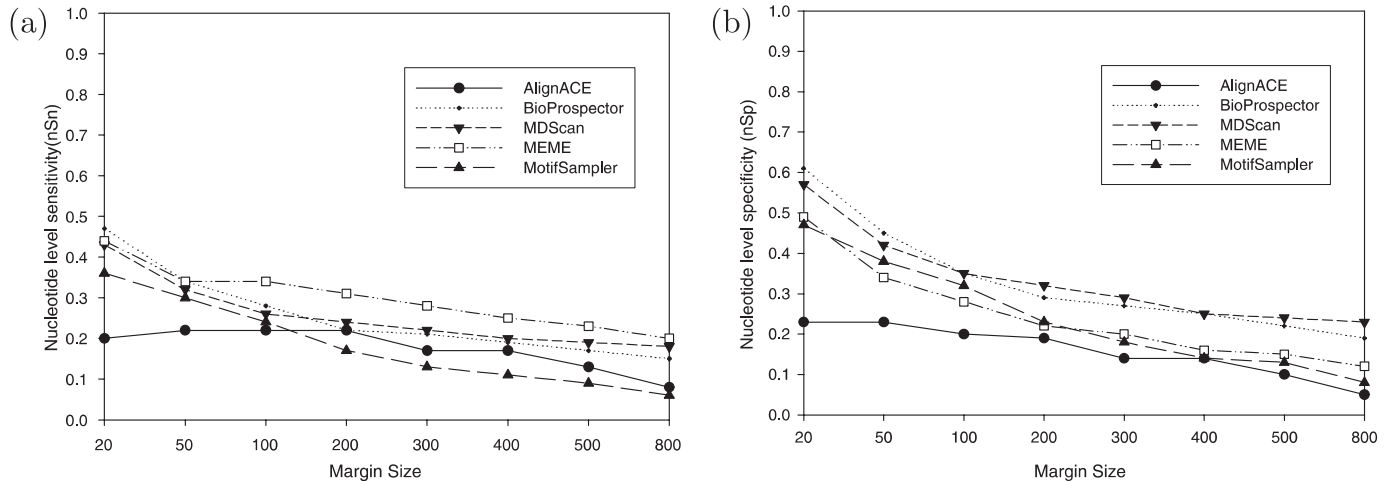 (a)
1.0
0.9
0.8
0.7
0.6
0.5
0.4
0.3
0.2
0.1
0.0
Nucleotide level sensitivity(nSn)
AlignACE
BioProspector
MDScan
MEME
MotifSampler
20 50 100 200 300 400 500 800
Margin Size
(b)
1.0
0.9
0.8
0.7
0.6
0.5
0.4
0.3
0.2
0.1
0.0
Nucleotide level specificity (nSp)
AlignACE
BioProspector
MDScan
MEME
MotifSampler
20 50 100 200 300 400 500 800
Margin Size